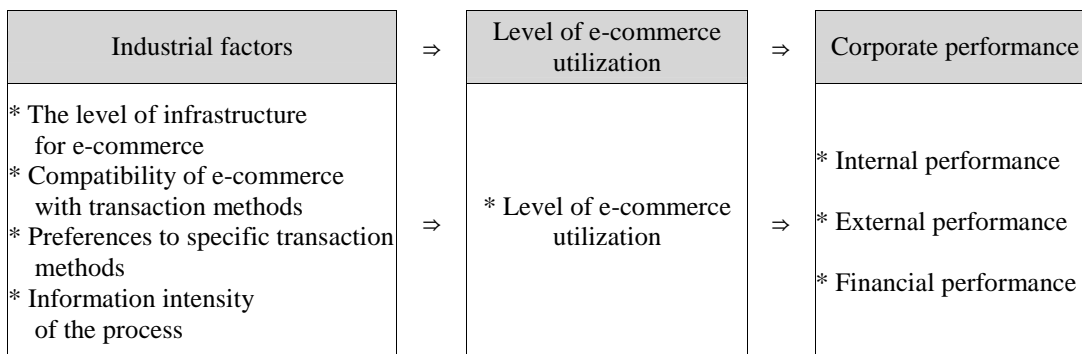 Industrial factors
⇒
Level of e-commerce
utilization
⇒
Corporate performance
* The level of infrastructure
for e-commerce
* Compatibility of e-commerce
with transaction methods
* Preferences to specific transaction
methods
* Information intensity
of the process
⇒
* Level of e-commerce
utilization
⇒
* Internal performance
* External performance
* Financial performance